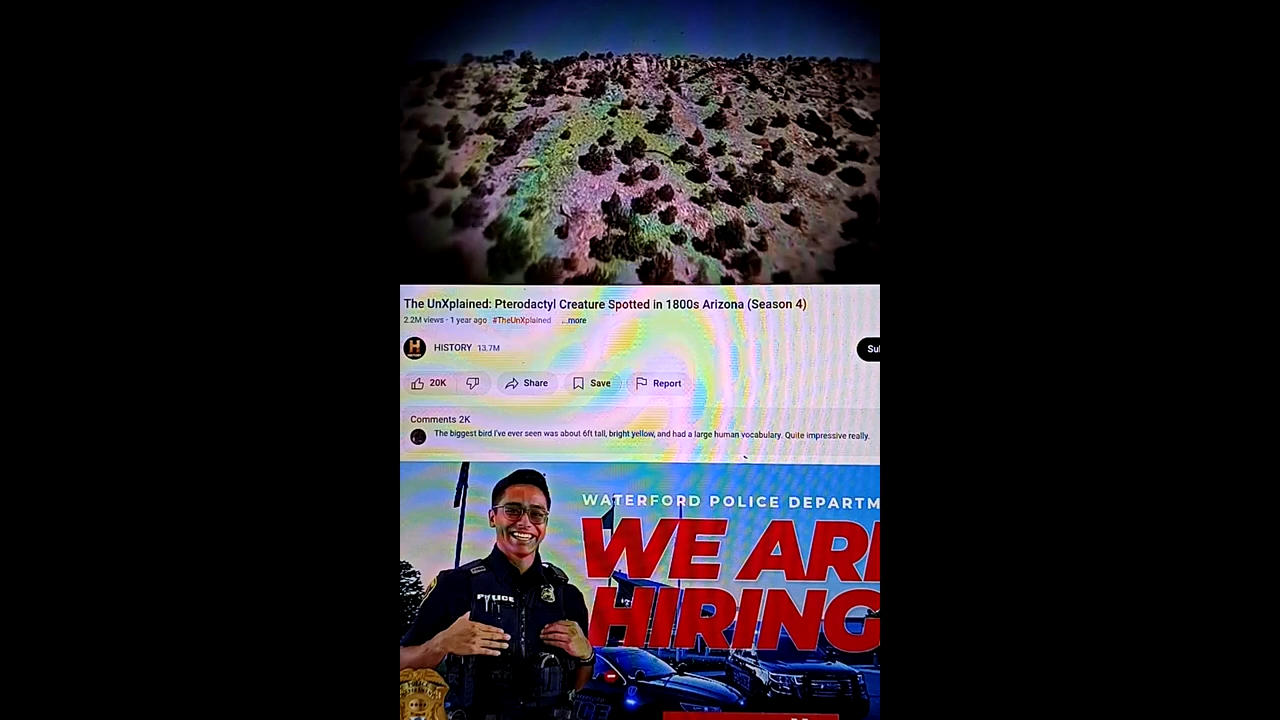 The UnXplained: Pterodactyl Creature Spotted in 1800s Arizona (Season 4)
2.2M views · 1 year ago #TheUnXplained ...more
HISTORY 13.7M
Sul
20K Share Save Report
Comments 2K
The biggest bird I've ever seen was about 6ft tall, bright yellow, and had a large human vocabulary. Quite impressive really.
WATERFORD POLICE DEPARTM
WE ARE
HIRING
POLICE